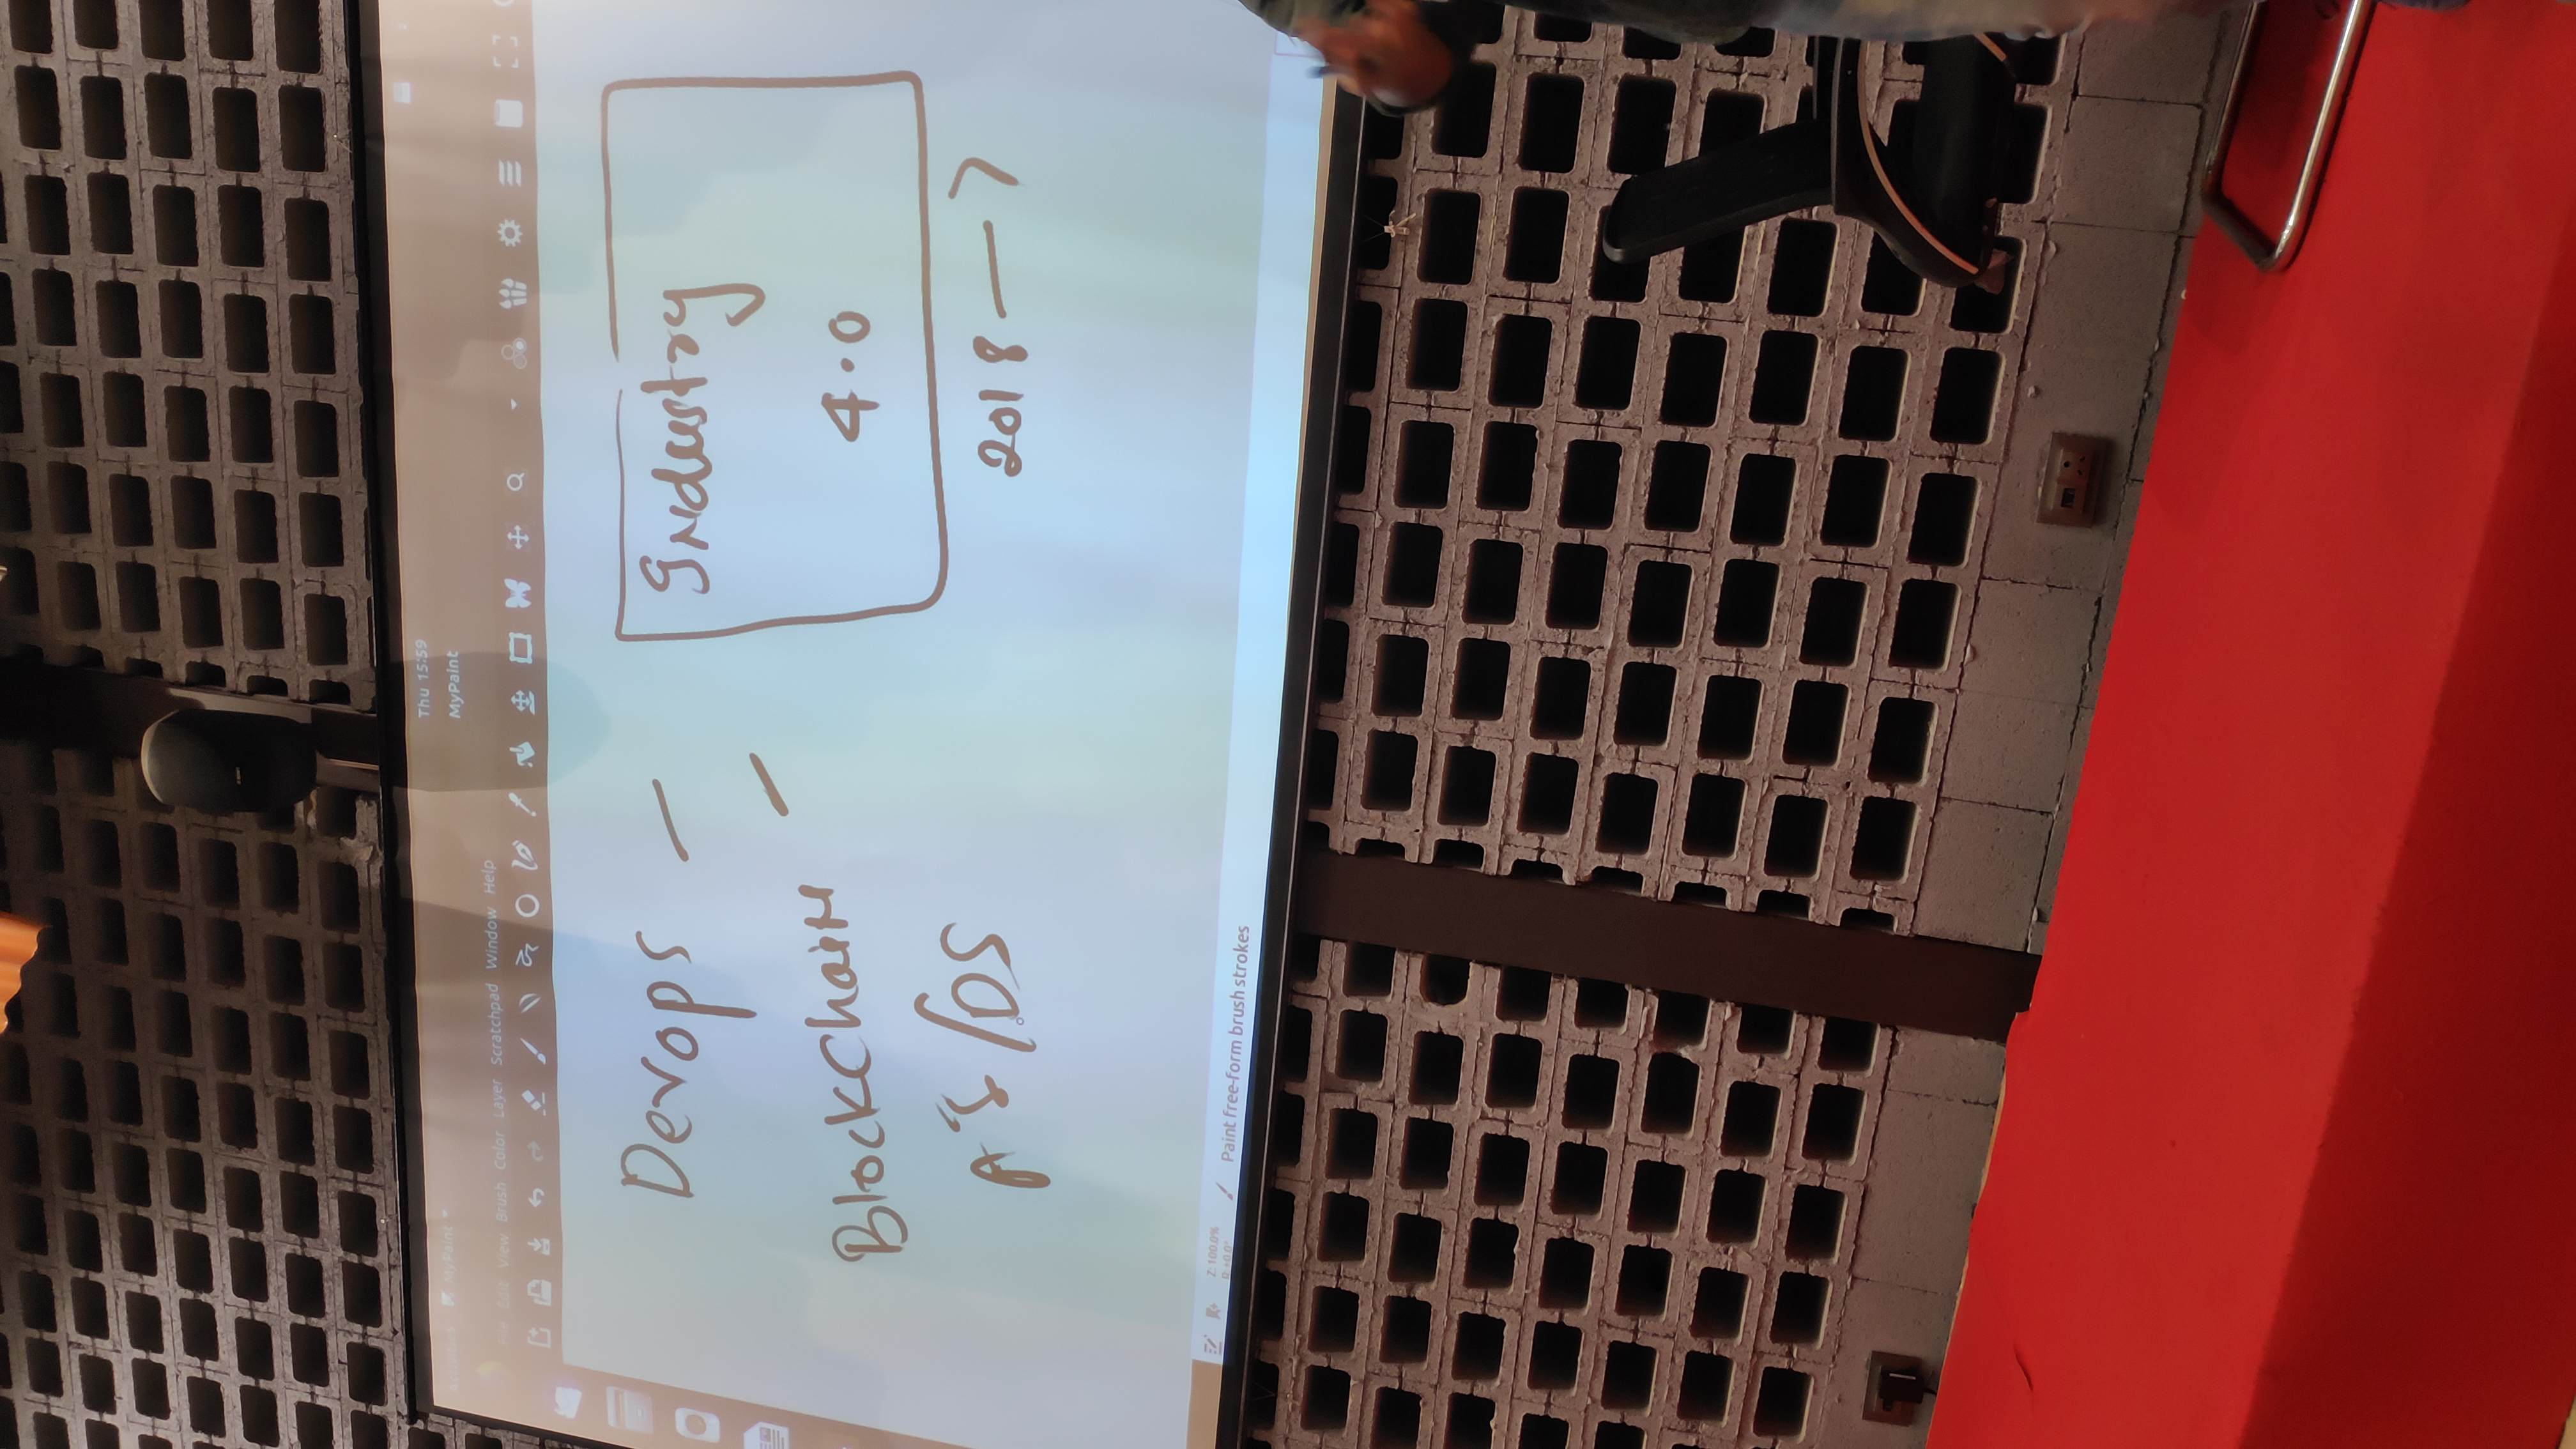 Thu 15:59
Activities MyPaint
MyPaint
File Edit View Brush Color Layer Scratchpad Window Help
Devops —
Industry
—
4.0
BlockChain
AI/DS
2018 —>
Z:100.0%
R:+0.0°
Paint free-form brush strokes